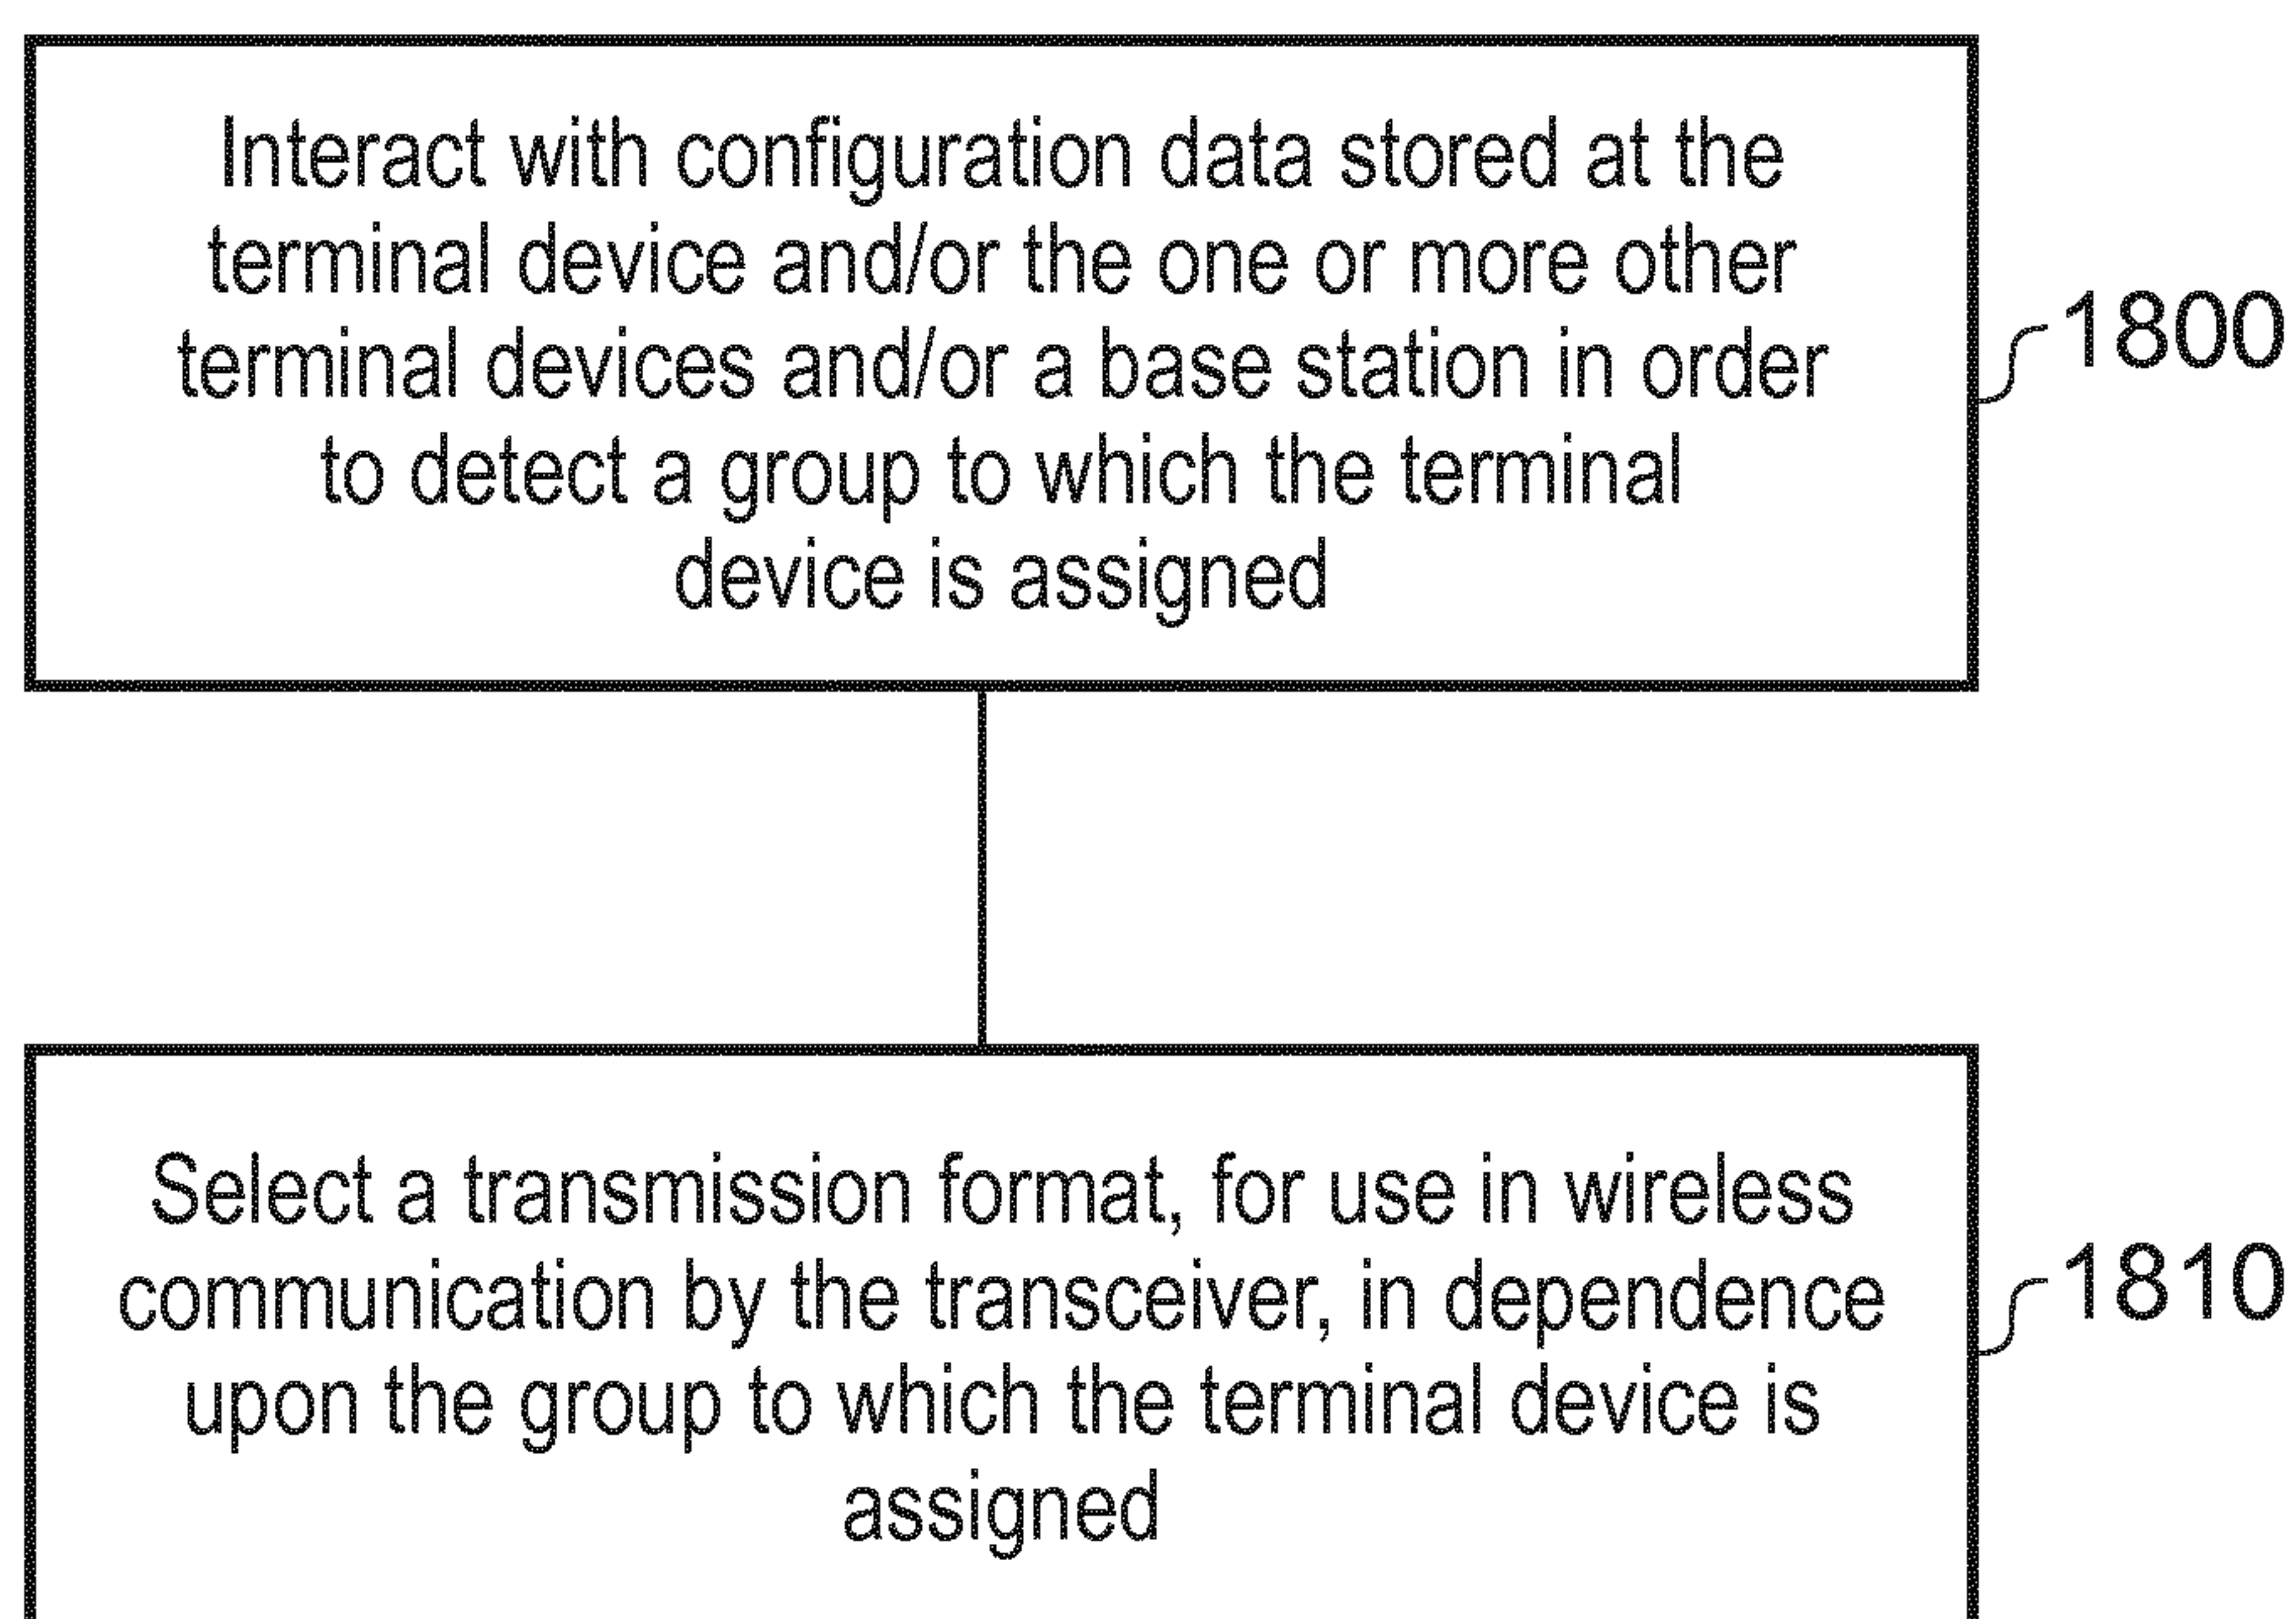 Interact with configuration data stored at the
terminal device and/or the one or more other
terminal devices and/or a base station in order
to detect a group to which the terminal
device is assigned
1800
Select a transmission format, for use in wireless
communication by the transceiver, in dependence
upon the group to which the terminal device is
assigned
1810